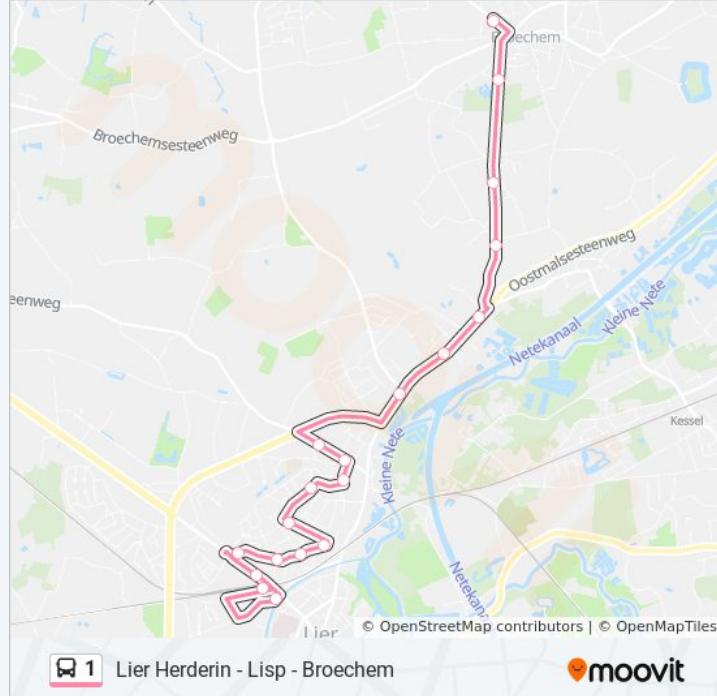 Broechem
Broechemsesteenweg
Oostmalsesteenweg
eenweg
Netekanaal
Kleine Nete
Kessel
Kleine Nete
Netekana
Lier
© OpenStreetMap contributors | © OpenMapTiles
1 Lier Herderin - Lisp - Broechem
moovit